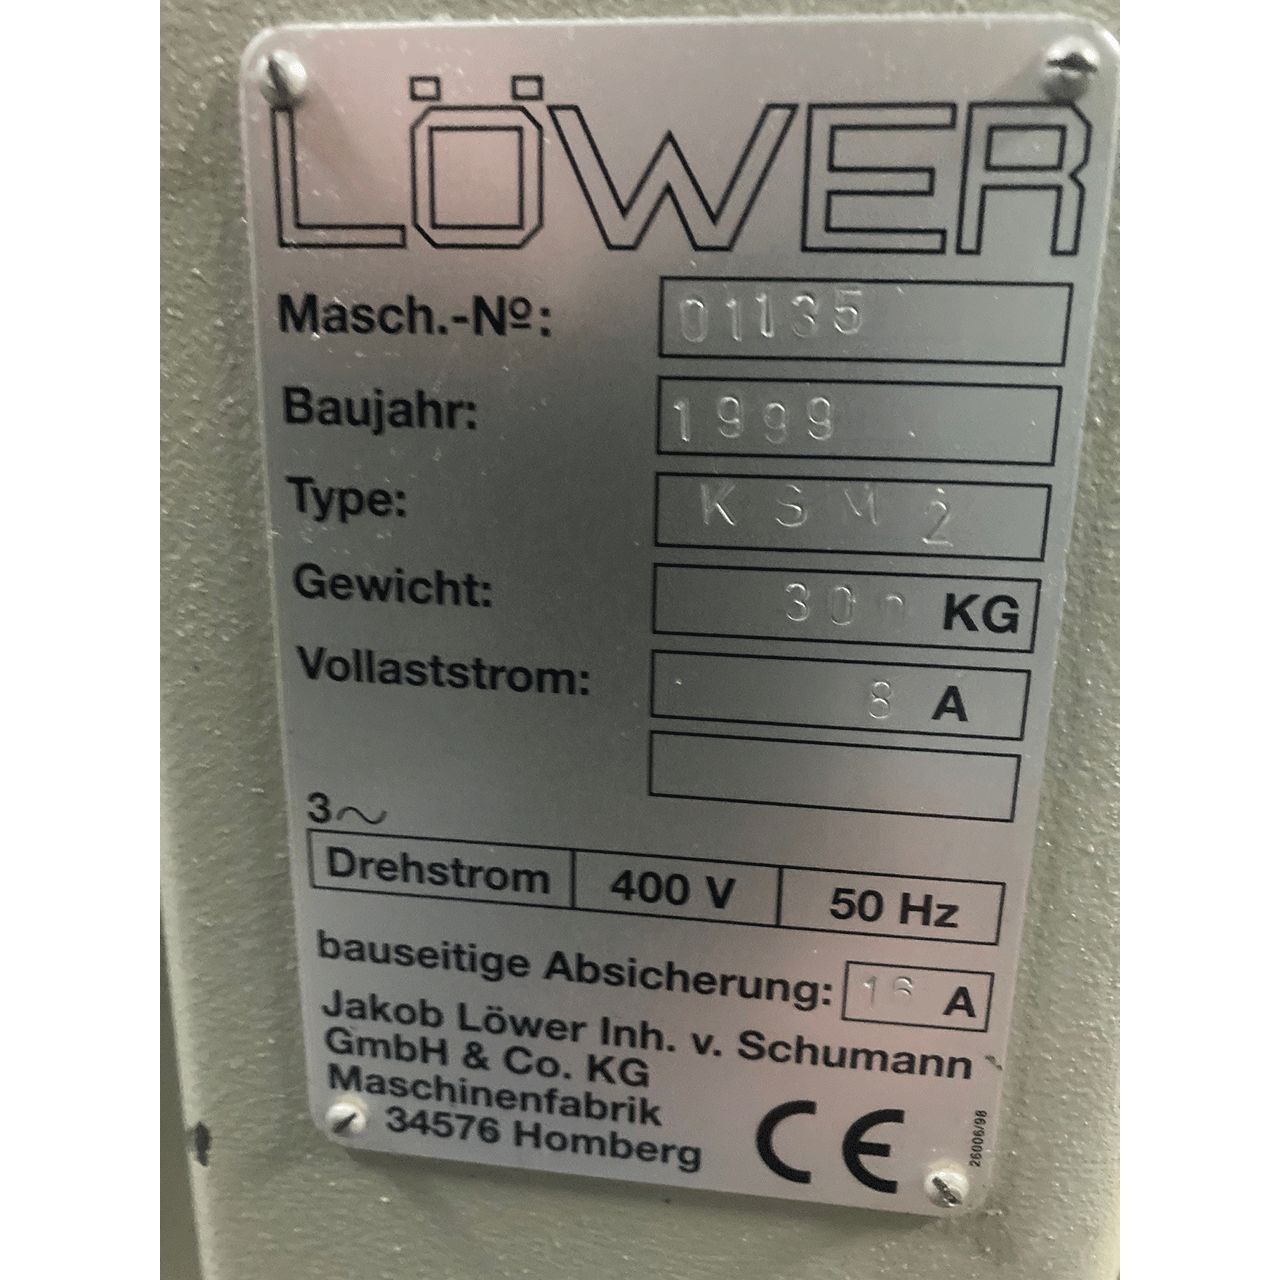 LÖWER
Masch.-Nº: 01135
Baujahr: 1999
Type: KSM 2
Gewicht: 300 KG
Vollaststrom: 8 A
3~
Drehstrom 400 V 50 Hz
bauseitige Absicherung: 16 A
Jakob Löwer Inh. v. Schumann
GmbH & Co. KG
Maschinenfabrik
34576 Homberg
CE
26006/98